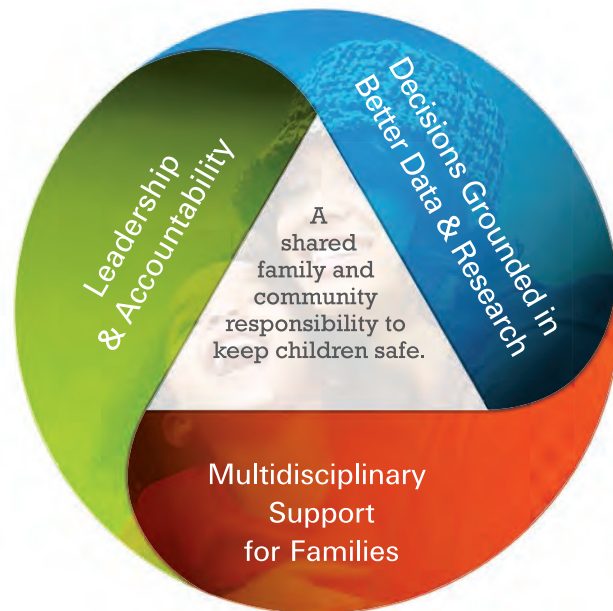 Leadership
& Accountability
Decisions Grounded in
Better Data & Research
A
shared
family and
community
responsibility to
keep children safe.
Multidisciplinary
Support
for Families